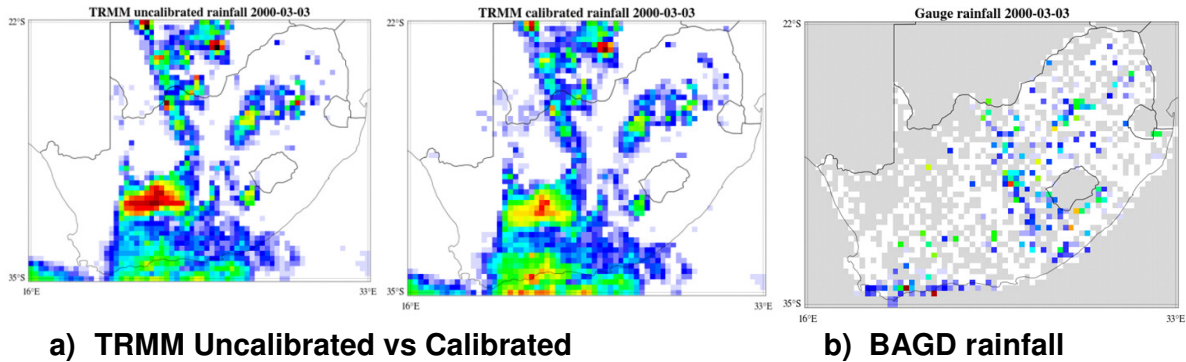 TRMM uncalibrated rainfall 2000-03-03
22°S
35°S
16°E
33°E
TRMM calibrated rainfall 2000-03-03
22°S
35°S
16°E
33°E
Gauge rainfall 2000-03-03
22°S
35°S
16°E
33°E
a) TRMM Uncalibrated vs Calibrated
b) BAGD rainfall